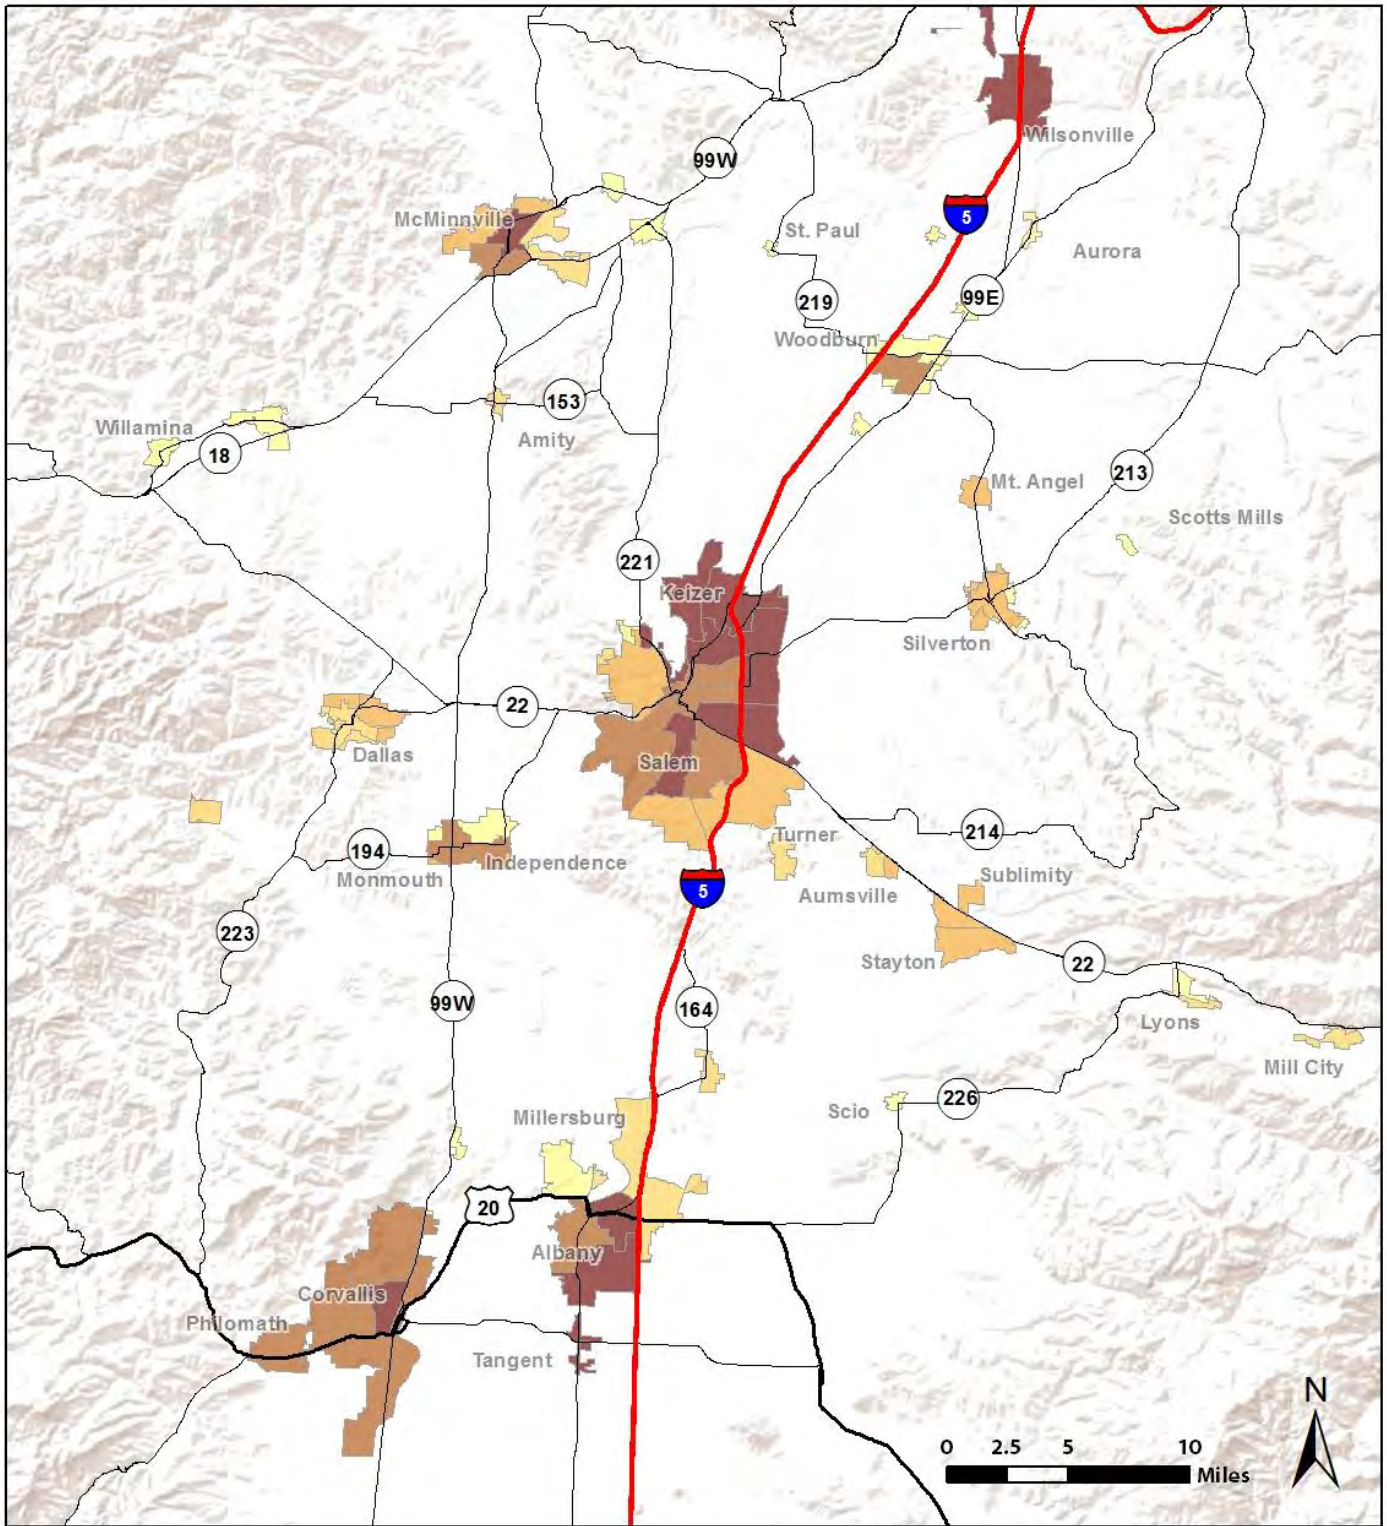 Wilsonville
99W
McMinnville
5
St. Paul
Aurora
219
99E
Woodburn
153
Willamina
Amity
18
213
Mt. Angel
Scotts Mills
221
Keizer
Silverton
22
Dallas
Salem
Turner
214
194
Independence
Monmouth
Sublimity
5
Aumsville
223
Stayton
22
99W
164
Lyons
Mill City
226
Scio
Millersburg
20
Albany
Corvallis
Philomath
Tangent
N
0 2.5 5 10
Miles